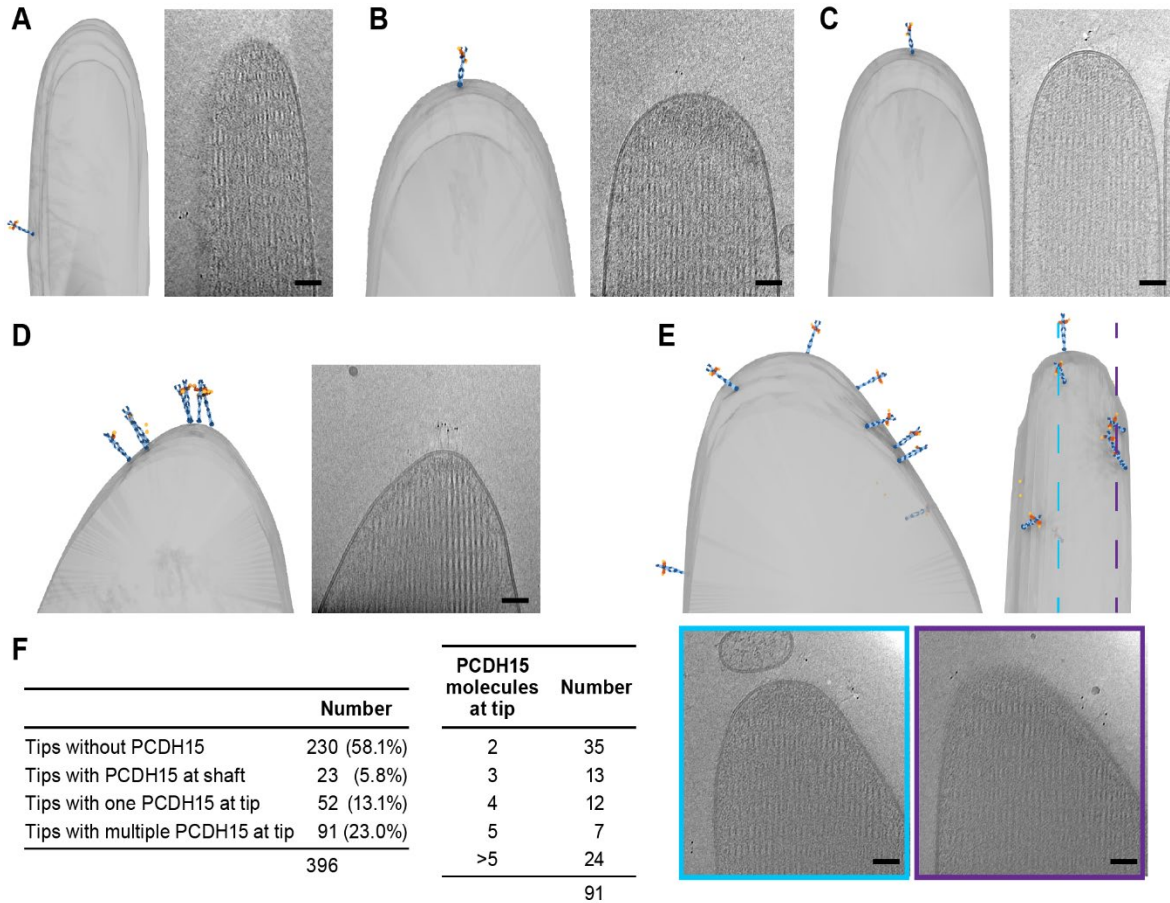 A
B
C
D
E
F
Number
Tips without PCDH15 230 (58.1%)
Tips with PCDH15 at shaft 23 (5.8%)
Tips with one PCDH15 at tip 52 (13.1%)
Tips with multiple PCDH15 at tip 91 (23.0%)
396
PCDH15
molecules
at tip
Number
2 35
3 13
4 12
5 7
>5 24
91